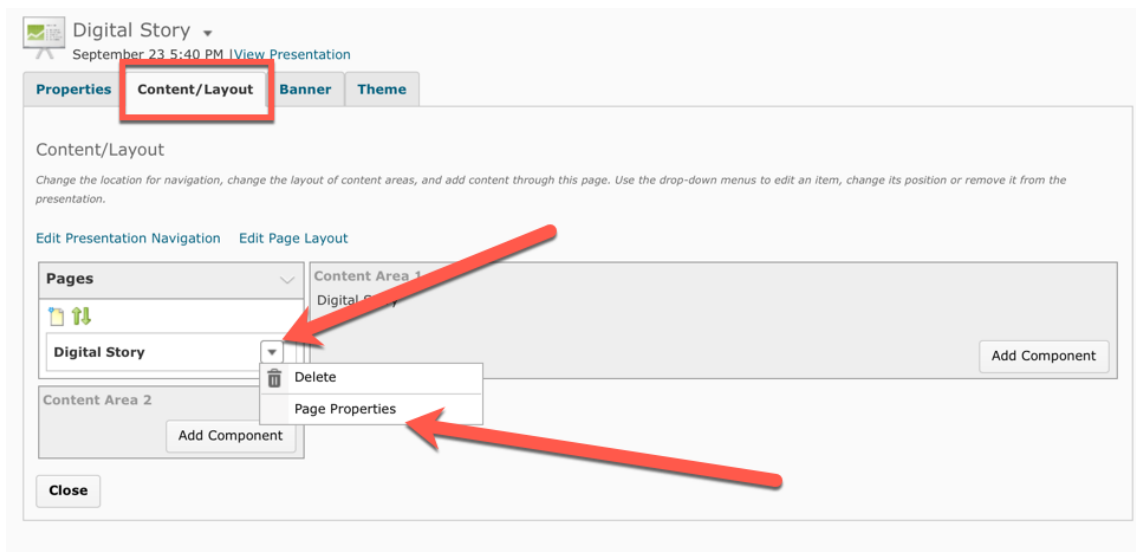 Digital Story
September 23 5:40 PM |View Presentation
Properties Content/Layout Banner Theme
Content/Layout
Change the location for navigation, change the layout of content areas, and add content through this page. Use the drop-down menus to edit an item, change its position or remove it from the
presentation.
Edit Presentation Navigation Edit Page Layout
Pages
Content Area 1
Digital Story
Digital Story
Add Component
Delete
Page Properties
Content Area 2
Add Component
Close